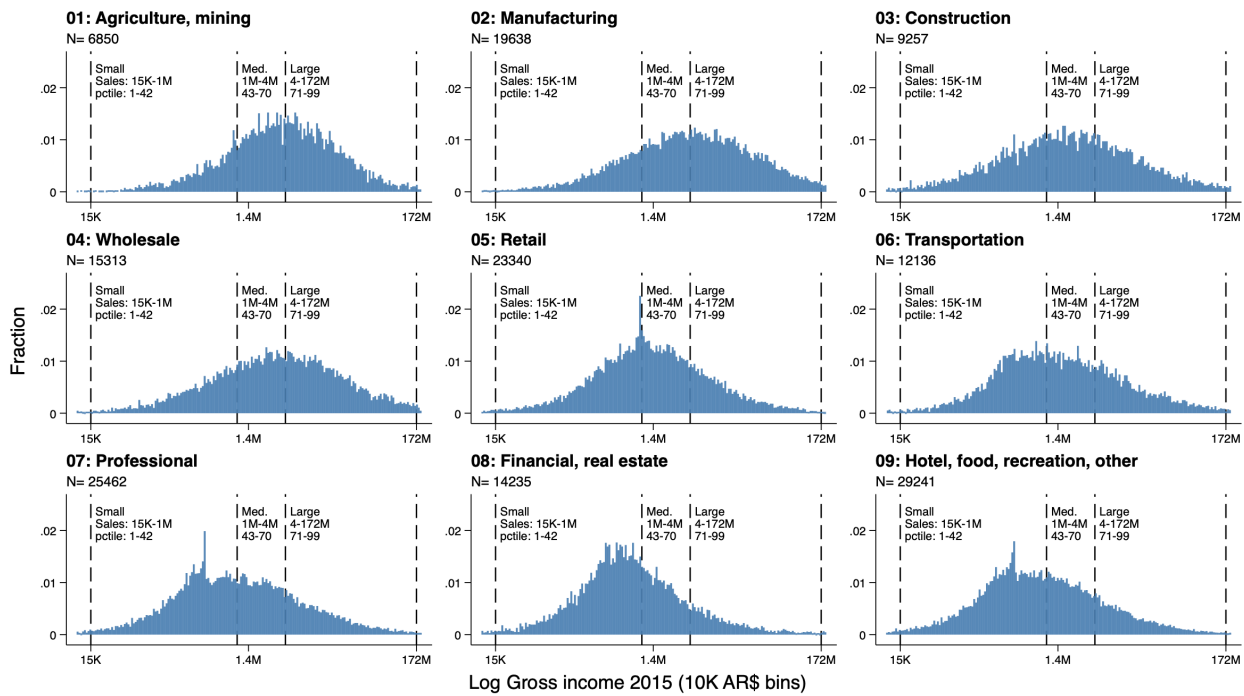 01: Agriculture, mining
N= 6850
Small
Sales: 15K-1M
pctile: 1-42
Med.
1M-4M
43-70
Large
4-172M
71-99
.02
.01
0
15K
1.4M
172M
02: Manufacturing
N= 19638
Small
Sales: 15K-1M
pctile: 1-42
Med.
1M-4M
43-70
Large
4-172M
71-99
.02
.01
0
15K
1.4M
172M
03: Construction
N= 9257
Small
Sales: 15K-1M
pctile: 1-42
Med.
1M-4M
43-70
Large
4-172M
71-99
.02
.01
0
15K
1.4M
172M
04: Wholesale
N= 15313
Small
Sales: 15K-1M
pctile: 1-42
Med.
1M-4M
43-70
Large
4-172M
71-99
.02
.01
0
15K
1.4M
172M
05: Retail
N= 23340
Small
Sales: 15K-1M
pctile: 1-42
Med.
1M-4M
43-70
Large
4-172M
71-99
.02
.01
0
15K
1.4M
172M
06: Transportation
N= 12136
Small
Sales: 15K-1M
pctile: 1-42
Med.
1M-4M
43-70
Large
4-172M
71-99
.02
.01
0
15K
1.4M
172M
07: Professional
N= 25462
Small
Sales: 15K-1M
pctile: 1-42
Med.
1M-4M
43-70
Large
4-172M
71-99
.02
.01
0
15K
1.4M
172M
08: Financial, real estate
N= 14235
Small
Sales: 15K-1M
pctile: 1-42
Med.
1M-4M
43-70
Large
4-172M
71-99
.02
.01
0
15K
1.4M
172M
09: Hotel, food, recreation, other
N= 29241
Small
Sales: 15K-1M
pctile: 1-42
Med.
1M-4M
43-70
Large
4-172M
71-99
.02
.01
0
15K
1.4M
172M
Fraction
Log Gross income 2015 (10K AR$ bins)